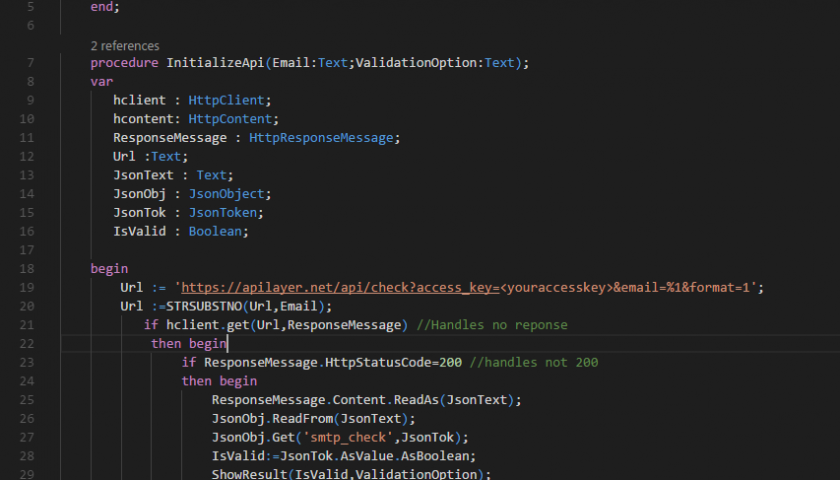 5 end;
6
2 references
7 procedure InitializeApi(Email:Text;ValidationOption:Text);
8 var
9 hclient : HttpClient;
10 hcontent: HttpContent;
11 ResponseMessage : HttpResponseMessage;
12 Url :Text;
13 JsonText : Text;
14 JsonObj : JsonObject;
15 JsonTok : JsonToken;
16 IsValid : Boolean;
17
18 begin
19 Url := 'https://apilayer.net/api/check?access_key=<youraccesskey>&email=%1&format=1';
20 Url :=STRSUBSTNO(Url,Email);
21 if hclient.get(Url,ResponseMessage) //Handles no reponse
22 then begin
23 if ResponseMessage.HttpStatusCode=200 //handles not 200
24 then begin
25 ResponseMessage.Content.ReadAs(JsonText);
26 JsonObj.ReadFrom(JsonText);
27 JsonObj.Get('smtp_check',JsonTok);
28 IsValid:=JsonTok.AsValue.AsBoolean;
29 ShowResult(IsValid,ValidationOption);